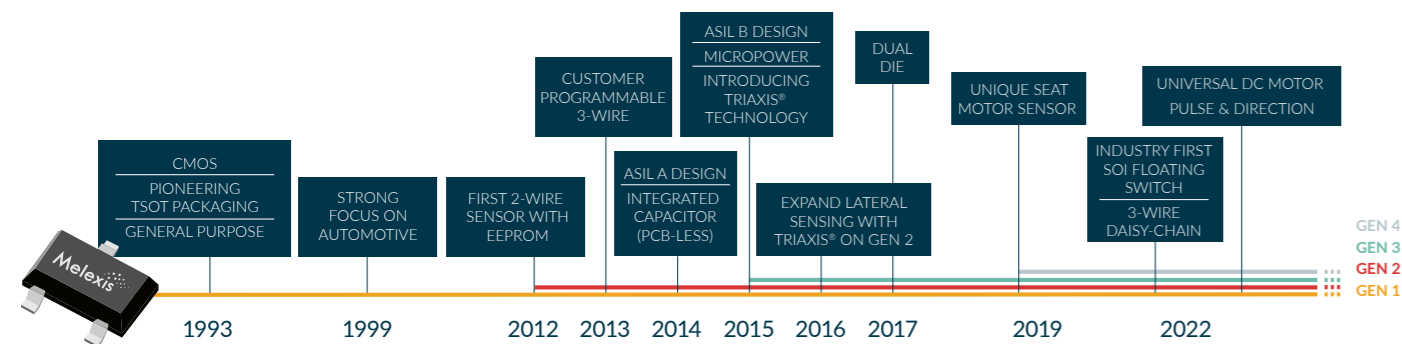 CMOS
PIONEERING
TSOT PACKAGING
GENERAL PURPOSE
STRONG
FOCUS ON
AUTOMOTIVE
FIRST 2-WIRE
SENSOR WITH
EEPROM
CUSTOMER
PROGRAMMABLE
3-WIRE
ASIL A DESIGN
INTEGRATED
CAPACITOR
(PCB-LESS)
ASIL B DESIGN
MICROPOWER
INTRODUCING
TRIAXIS®
TECHNOLOGY
EXPAND LATERAL
SENSING WITH
TRIAXIS® ON GEN 2
DUAL
DIE
UNIQUE SEAT
MOTOR SENSOR
INDUSTRY FIRST
SOI FLOATING
SWITCH
3-WIRE
DAISY-CHAIN
UNIVERSAL DC MOTOR
PULSE & DIRECTION
Melexis
GEN 4
GEN 3
GEN 2
GEN 1
1993
1999
2012
2013
2014
2015
2016
2017
2019
2022